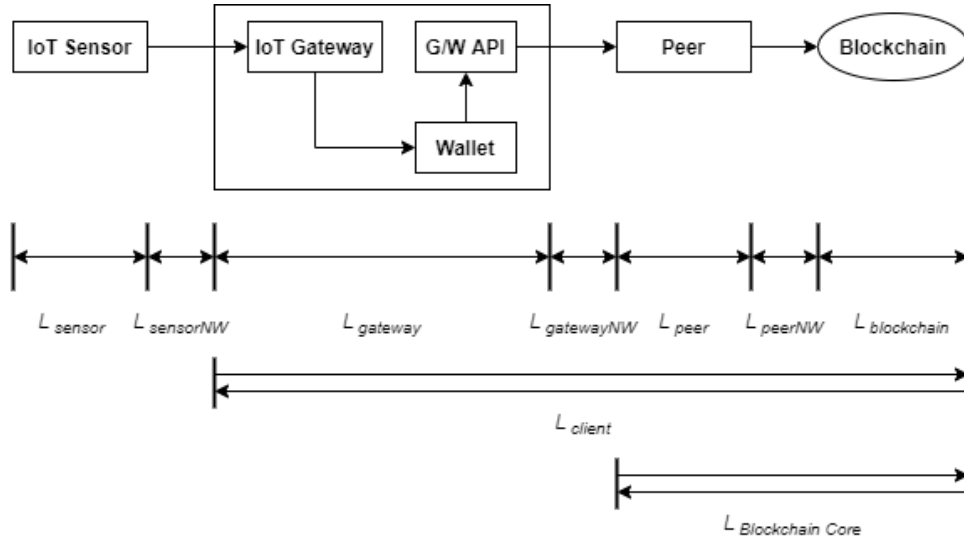 IoT Sensor
IoT Gateway
G/W API
Peer
Blockchain
Wallet
L sensor
L sensorNW
L gateway
L gatewayNW
L peer
L peerNW
L blockchain
L client
L Blockchain Core